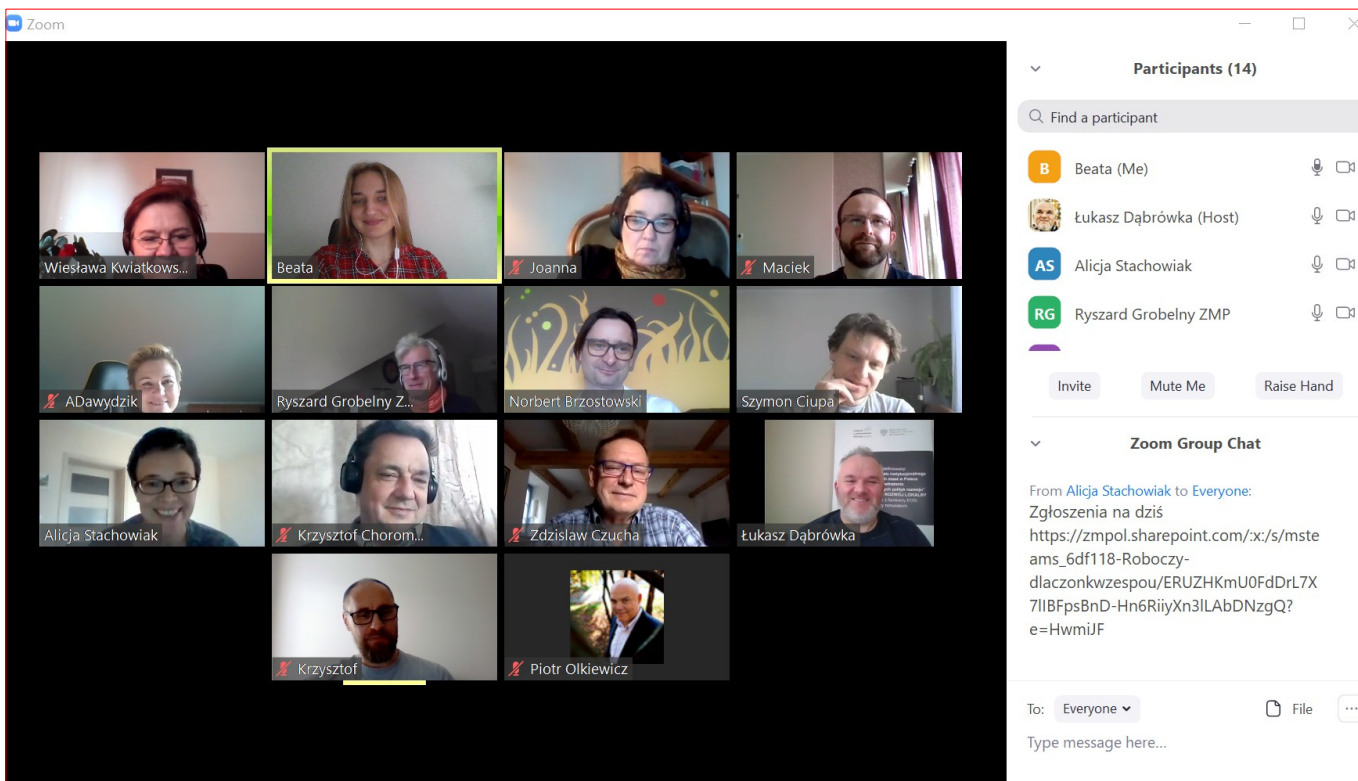 Zoom
Participants (14)
Find a participant
B
Beata (Me)
Łukasz Dąbrówka (Host)
AS
Alicja Stachowiak
RG
Ryszard Grobelny ZMP
Invite
Mute Me
Raise Hand
Wiesława Kwiatkows...
Beata
Joanna
Maciek
ADawydzik
Ryszard Grobelny Z...
Norbert Brzostowski
Szymon Ciupa
Alicja Stachowiak
Krzysztof Chorom...
Zdzislaw Czucha
Łukasz Dąbrówka
Krzysztof
Piotr Olkiewicz
Zoom Group Chat
From Alicja Stachowiak to Everyone:
Zgłoszenia na dziś
https://zmpol.sharepoint.com/:x:/s/mste
ams_6df118-Roboczy-
dlaczonkwzespou/ERUZHKmU0FdDrL7X
7lIBFpsBnD-Hn6RiiyXn3lLAbDNzgQ?
e=HwmiJF
To: Everyone
File
Type message here...